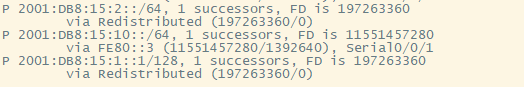 P 2001:DB8:15:2::/64, 1 successors, FD is 197263360
via Redistributed (197263360/0)
P 2001:DB8:15:10::/64, 1 successors, FD is 11551457280
via FE80::3 (11551457280/1392640), Serial0/0/1
P 2001:DB8:15:1::1/128, 1 successors, FD is 197263360
via Redistributed (197263360/0)